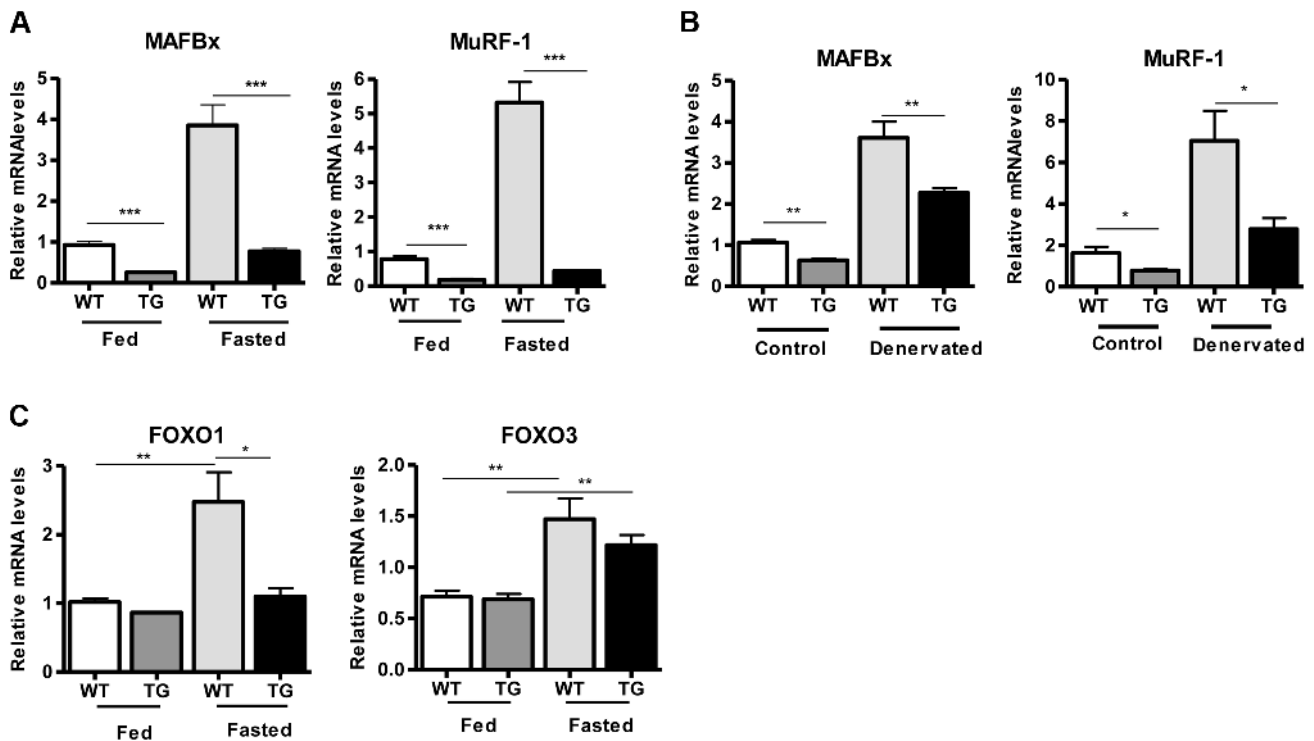 A
MAFBx
Relative mRNA levels
5
4
3
2
1
0
***
***
WT
TG
WT
TG
Fed
Fasted
MuRF-1
Relative mRNA levels
6
5
4
3
2
1
0
***
***
WT
TG
WT
TG
Fed
Fasted
B
MAFBx
Relative mRNA levels
5
4
3
2
1
0
**
**
WT
TG
WT
TG
Control
Denervated
MuRF-1
Relative mRNAlevels
10
8
6
4
2
0
*
*
WT
TG
WT
TG
Control
Denervated
C
FOXO1
Relative mRNA levels
3
2
1
0
**
*
WT
TG
WT
TG
Fed
Fasted
FOXO3
Relative mRNA levels
2.0
1.5
1.0
0.5
0.0
**
**
WT
TG
WT
TG
Fed
Fasted